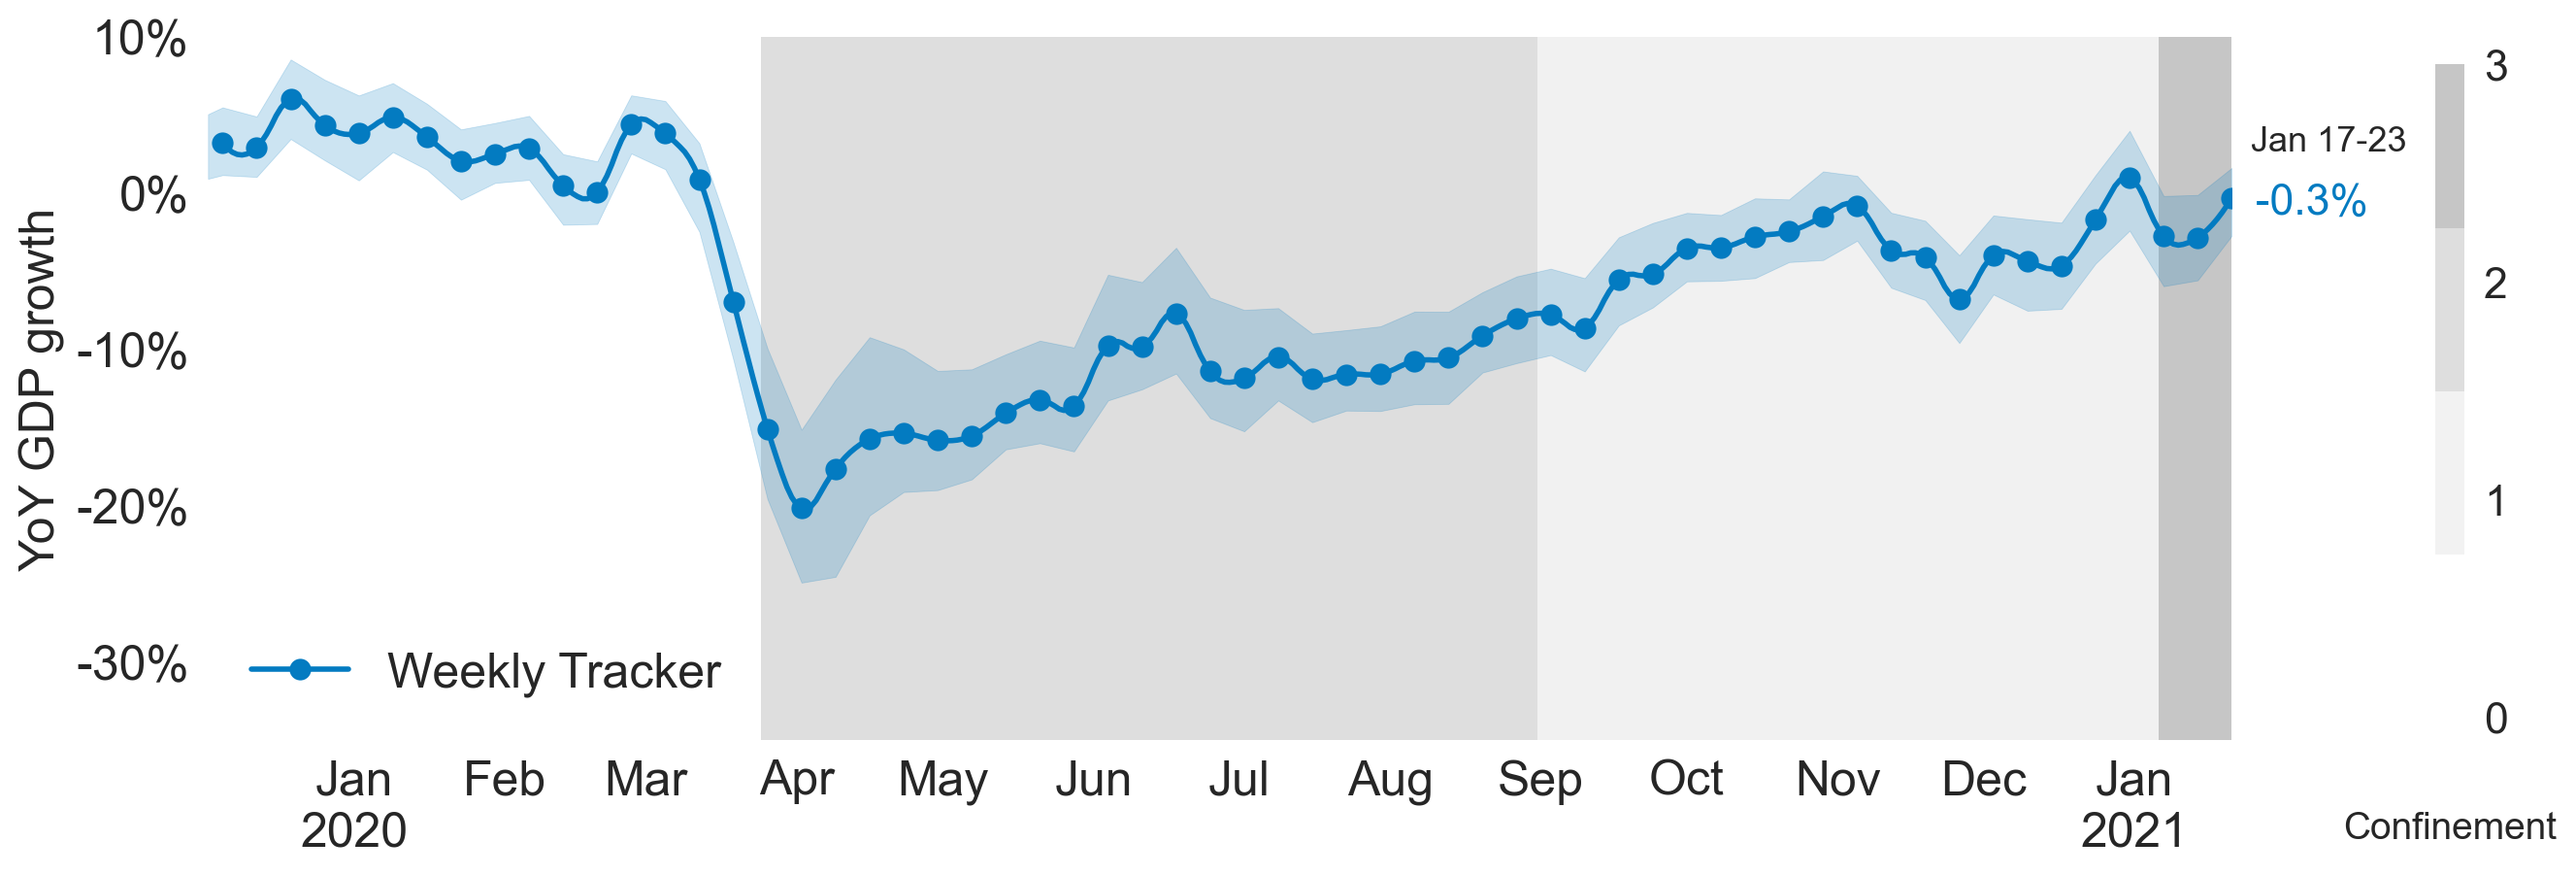 10%
0%
-10%
-20%
-30%
YoY GDP growth
Weekly Tracker
Jan Feb Mar Apr May Jun Jul Aug Sep Oct Nov Dec Jan
2020 2021
Jan 17-23
-0.3%
3
2
1
0
Confinement